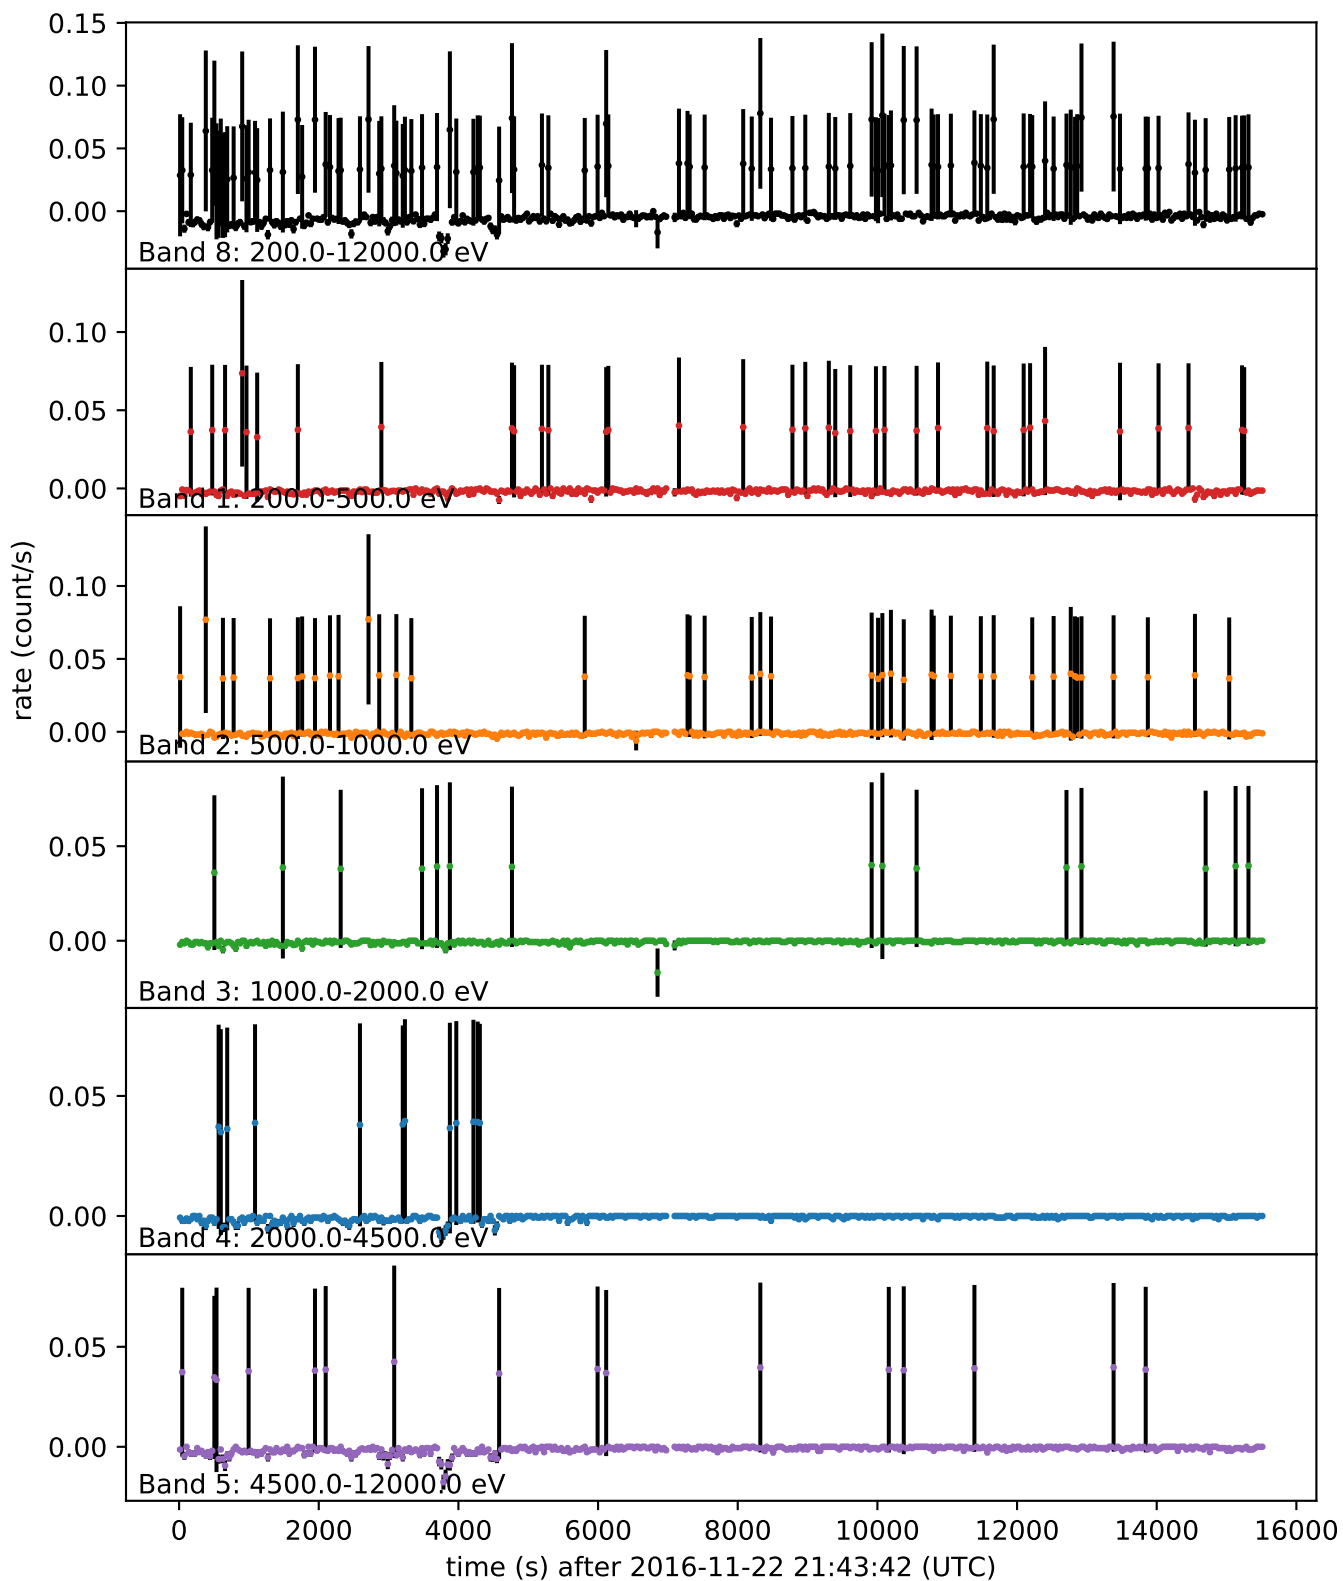 0.15
0.10
0.05
0.00
Band 8: 200.0-12000.0 eV
0.10
0.05
0.00
Band 1: 200.0-500.0 eV
0.10
0.05
0.00
Band 2: 500.0-1000.0 eV
rate (count/s)
0.05
0.00
Band 3: 1000.0-2000.0 eV
0.05
0.00
Band 4: 2000.0-4500.0 eV
0.05
0.00
Band 5: 4500.0-12000.0 eV
0 2000 4000 6000 8000 10000 12000 14000 16000
time (s) after 2016-11-22 21:43:42 (UTC)